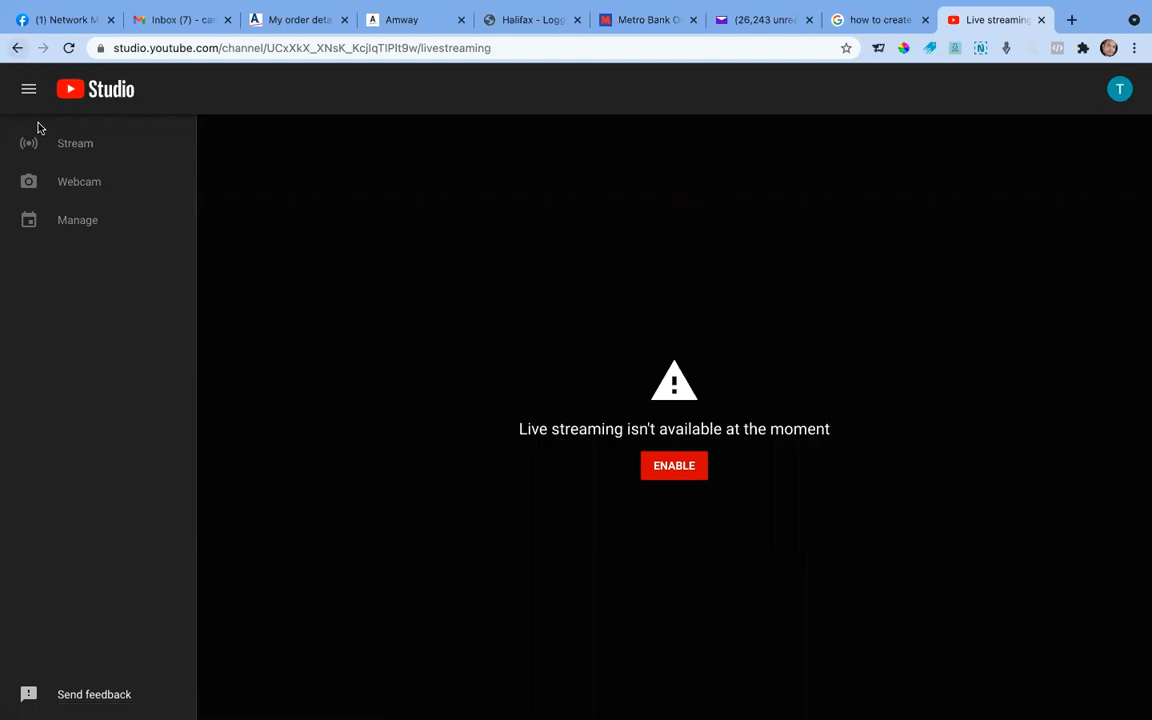 (1) Network M
Inbox (7) - can
My order deta
Amway
Halifax - Logg
Metro Bank O
(26,243 unre
how to create
Live streaming
studio.youtube.com/channel/UCxXkX_XNsK_KcjIqTlPIt9w/livestreaming
Studio
T
Stream
Webcam
Manage
Live streaming isn't available at the moment
ENABLE
Send feedback